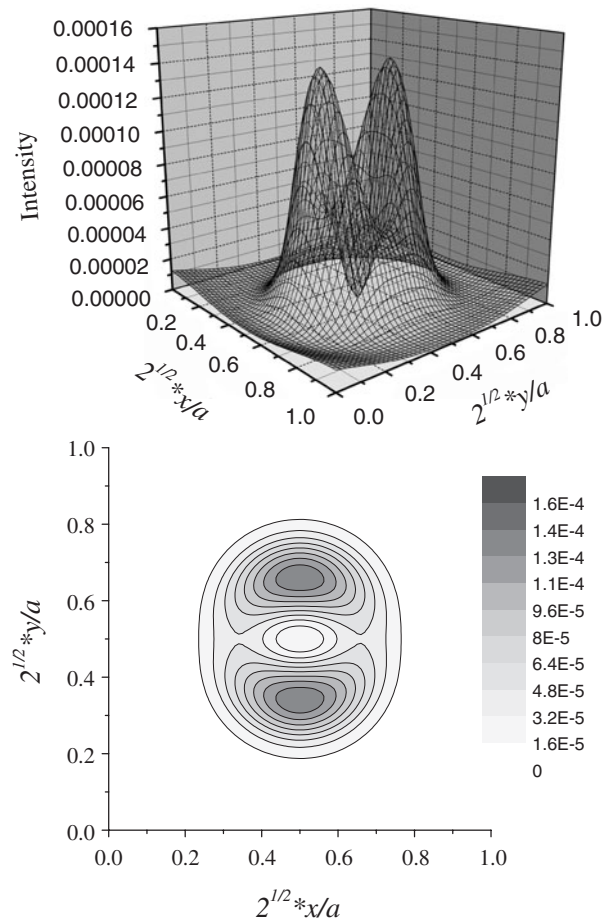 0.00016
0.00014
0.00012
0.00010
0.00008
0.00006
0.00004
0.00002
0.00000
Intensity
0.2
0.4
0.6
0.8
1.0
2^{1/2}*x/a
0.0
0.2
0.4
0.6
0.8
1.0
2^{1/2}*y/a
1.0
0.8
0.6
0.4
0.2
0.0
2^{1/2}*y/a
0.0 0.2 0.4 0.6 0.8 1.0
2^{1/2}*x/a
1.6E-4
1.4E-4
1.3E-4
1.1E-4
9.6E-5
8E-5
6.4E-5
4.8E-5
3.2E-5
1.6E-5
0